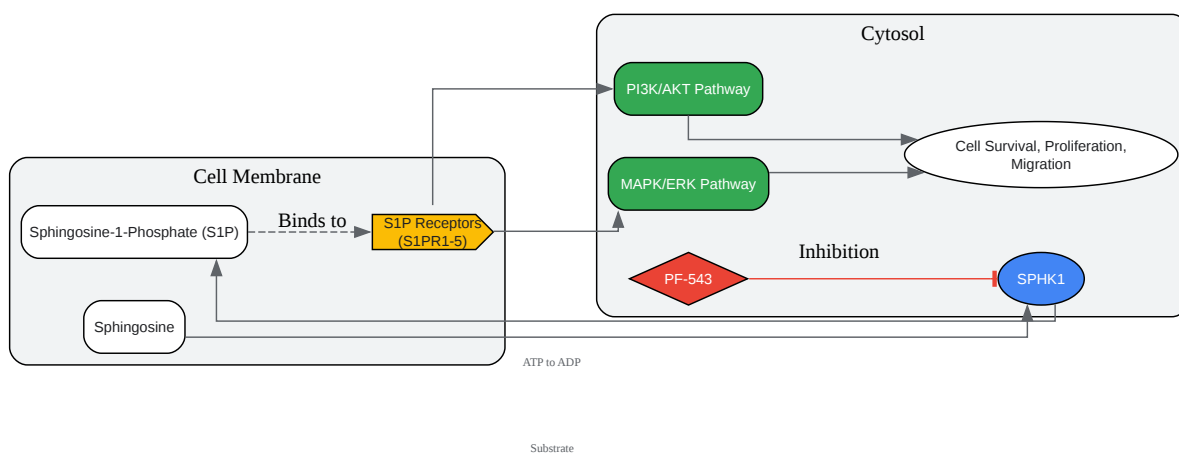 Cytosol
PI3K/AKT Pathway
Cell Survival, Proliferation,
Migration
MAPK/ERK Pathway
Cell Membrane
Sphingosine-1-Phosphate (S1P)
Binds to
S1P Receptors
(S1PR1-5)
Inhibition
PF-543
SPHK1
Sphingosine
ATP to ADP
Substrate